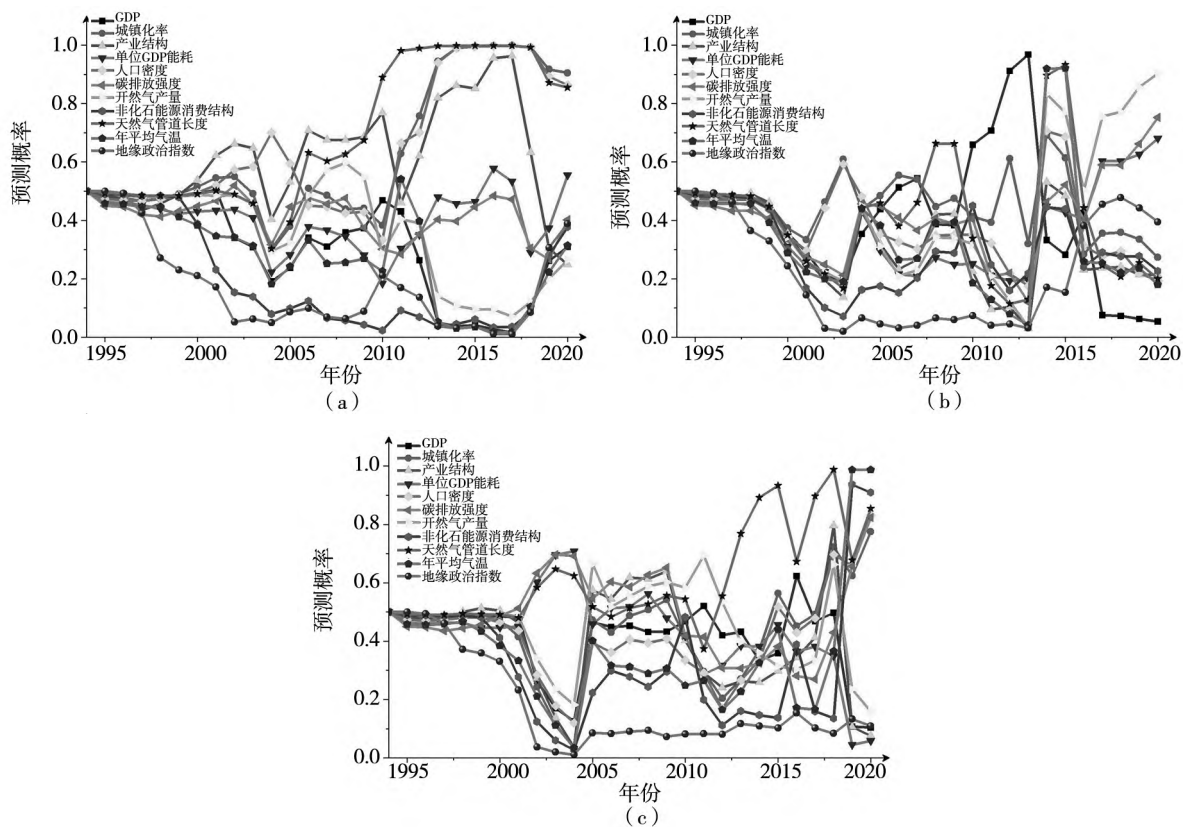 GDP
城镇化率
产业结构
单位GDP能耗
人口密度
碳排放强度
开然气产量
非化石能源消费结构
天然气管道长度
年平均气温
地缘政治指数
1.0
0.8
0.6
0.4
0.2
0.0
预测概率
1995 2000 2005 2010 2015 2020
年份
(a)
GDP
城镇化率
产业结构
单位GDP能耗
人口密度
碳排放强度
开然气产量
非化石能源消费结构
天然气管道长度
年平均气温
地缘政治指数
1.0
0.8
0.6
0.4
0.2
0.0
预测概率
1995 2000 2005 2010 2015 2020
年份
(b)
GDP
城镇化率
产业结构
单位GDP能耗
人口密度
碳排放强度
开然气产量
非化石能源消费结构
天然气管道长度
年平均气温
地缘政治指数
1.0
0.8
0.6
0.4
0.2
0.0
预测概率
1995 2000 2005 2010 2015 2020
年份
(c)